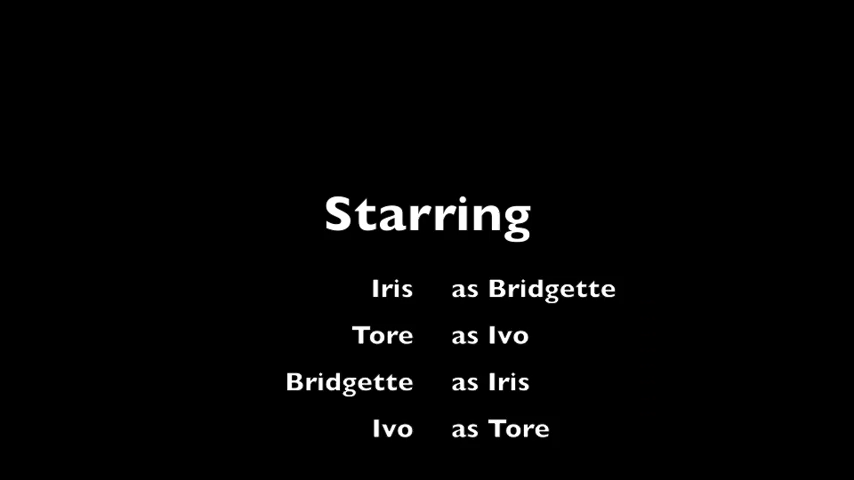 Starring
Iris as Bridgette
Tore as Ivo
Bridgette as Iris
Ivo as Tore